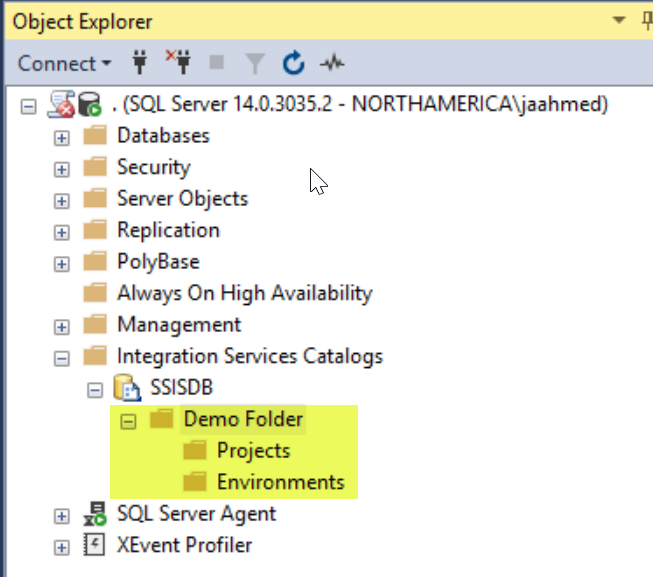 Object Explorer
Connect
. (SQL Server 14.0.3035.2 - NORTHAMERICA\jaahmed)
Databases
Security
Server Objects
Replication
PolyBase
Always On High Availability
Management
Integration Services Catalogs
SSISDB
Demo Folder
Projects
Environments
SQL Server Agent
XEvent Profiler